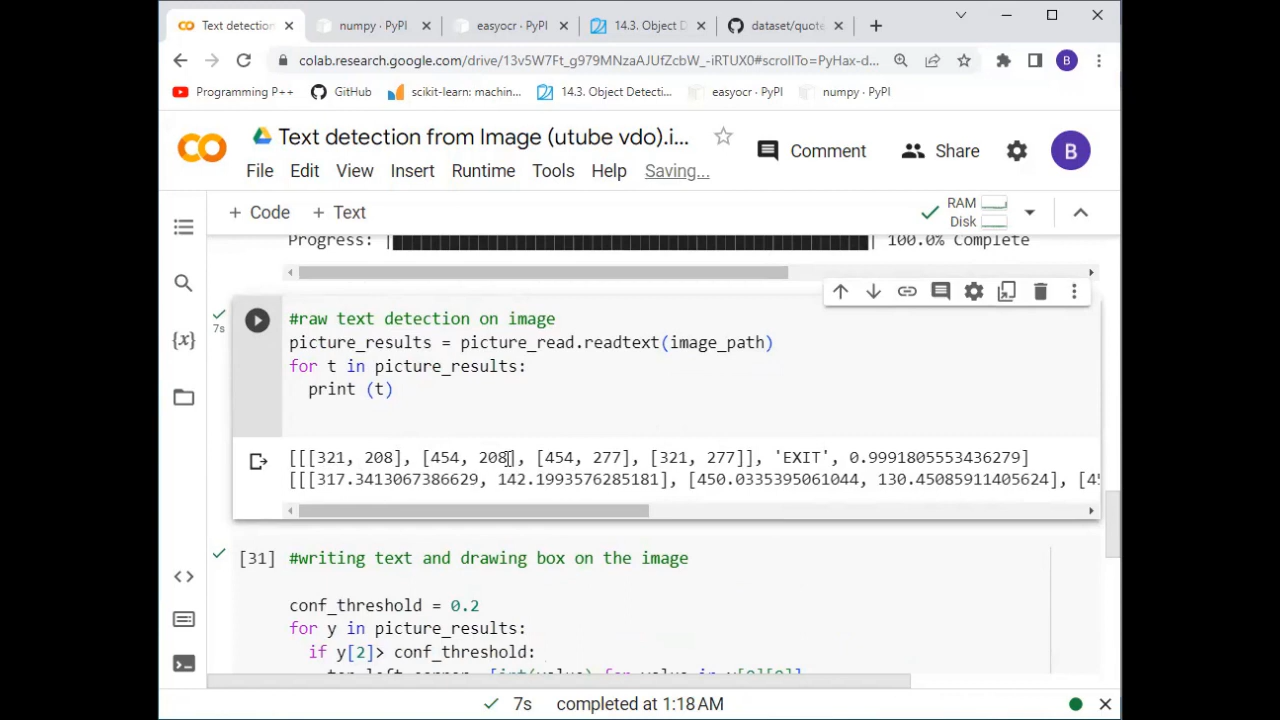 Text detection
numpy · PyPI
easyocr · PyPI
14.3. Object D
dataset/quote
colab.research.google.com/drive/13v5W7Ft_g979MNzaAJUfZcbW_-iRTUX0#scrollTo=PyHax-d...
B
Programming P++
GitHub
scikit-learn: machin...
14.3. Object Detecti...
easyocr · PyPI
numpy · PyPI
Text detection from Image (utube vdo).i...
Comment
Share
B
File Edit View Insert Runtime Tools Help Saving...
+ Code + Text
RAM
Disk
Progress: | | 100.0% Complete
7s
#raw text detection on image
picture_results = picture_read.readtext(image_path)
for t in picture_results:
print (t)
[[[321, 208], [454, 208], [454, 277], [321, 277]], 'EXIT', 0.9991805553436279]
[[[317.3413067386629, 142.1993576285181], [450.0335395061044, 130.45085911405624], [45
[31] #writing text and drawing box on the image
conf_threshold = 0.2
for y in picture_results:
if y[2]> conf_threshold:
7s completed at 1:18 AM